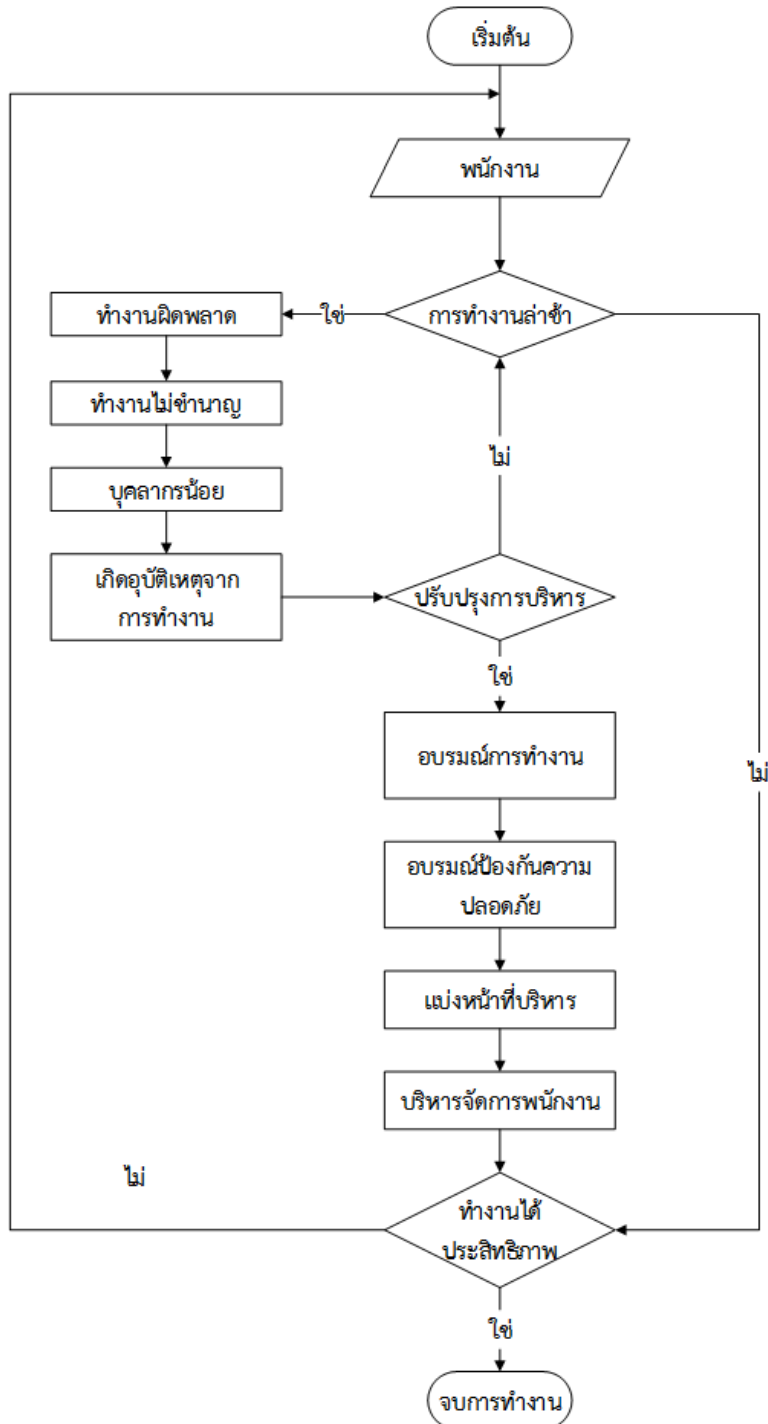 เริ่มต้น
พนักงาน
การทำงานล่าช้า
ใช่
ทำงานผิดพลาด
ทำงานไม่ชำนาญ
บุคลากรน้อย
เกิดอุบัติเหตุจาก
การทำงาน
ไม่
ปรับปรุงการบริหาร
ใช่
อบรมณ์การทำงาน
ไม่
อบรมณ์ป้องกันความ
ปลอดภัย
แบ่งหน้าที่บริหาร
บริหารจัดการพนักงาน
ไม่
ทำงานได้
ประสิทธิภาพ
ใช่
จบการทำงาน